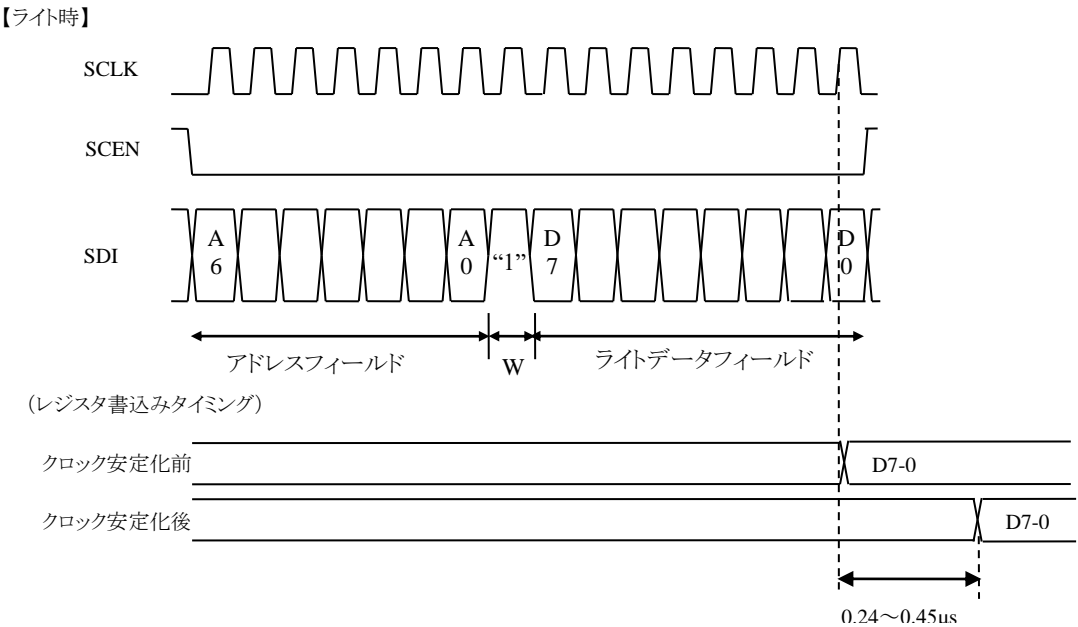 【ライト時】
SCLK
SCEN
SDI
A
6
A
0
“1”
D
7
D
0
アドレスフィールド
W
ライトデータフィールド
（レジスタ書込みタイミング）
クロック安定化前
D7-0
クロック安定化後
D7-0
0.24～0.45μs